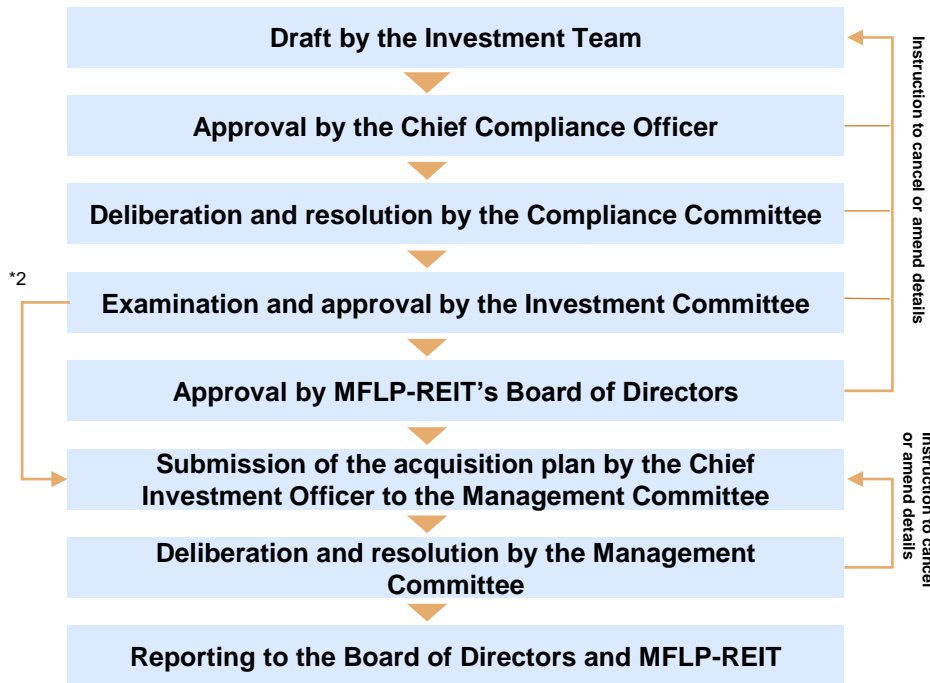 Draft by the Investment Team
Approval by the Chief Compliance Officer
Deliberation and resolution by the Compliance Committee
*2
Examination and approval by the Investment Committee
Approval by MFLP-REIT's Board of Directors
Instruction to cancel or amend details
Submission of the acquisition plan by the Chief
Investment Officer to the Management Committee
Deliberation and resolution by the Management
Committee
Instruction to cancel
or amend details
Reporting to the Board of Directors and MFLP-REIT